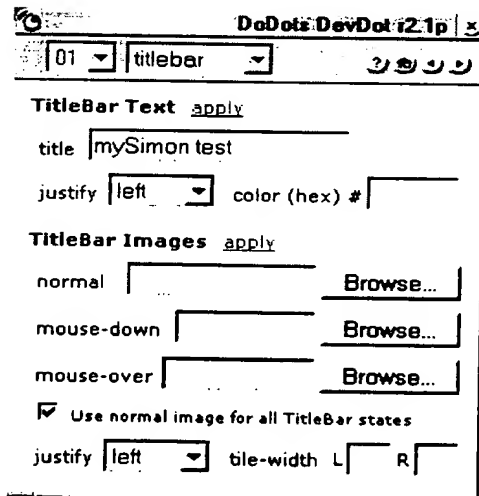 DoDots DevDot r2.1p x
01 titlebar ?
TitleBar Text apply
title mySimon test
justify left color (hex) #
TitleBar Images apply
normal Browse...
mouse-down Browse...
mouse-over Browse...
Use normal image for all TitleBar states
justify left tile-width L R